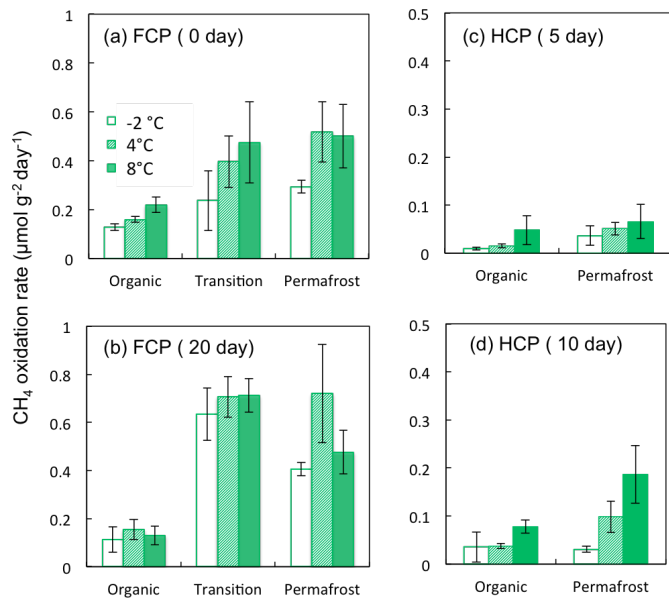 (a) FCP ( 0 day)
1
0.8
0.6
0.4
0.2
0
-2 °C
4°C
8°C
Organic Transition Permafrost
(c) HCP ( 5 day)
0.5
0.4
0.3
0.2
0.1
0
Organic Permafrost
CH4 oxidation rate (µmol g-2 day-1)
(b) FCP ( 20 day)
1
0.8
0.6
0.4
0.2
0
Organic Transition Permafrost
(d) HCP ( 10 day)
0.5
0.4
0.3
0.2
0.1
0
Organic Permafrost